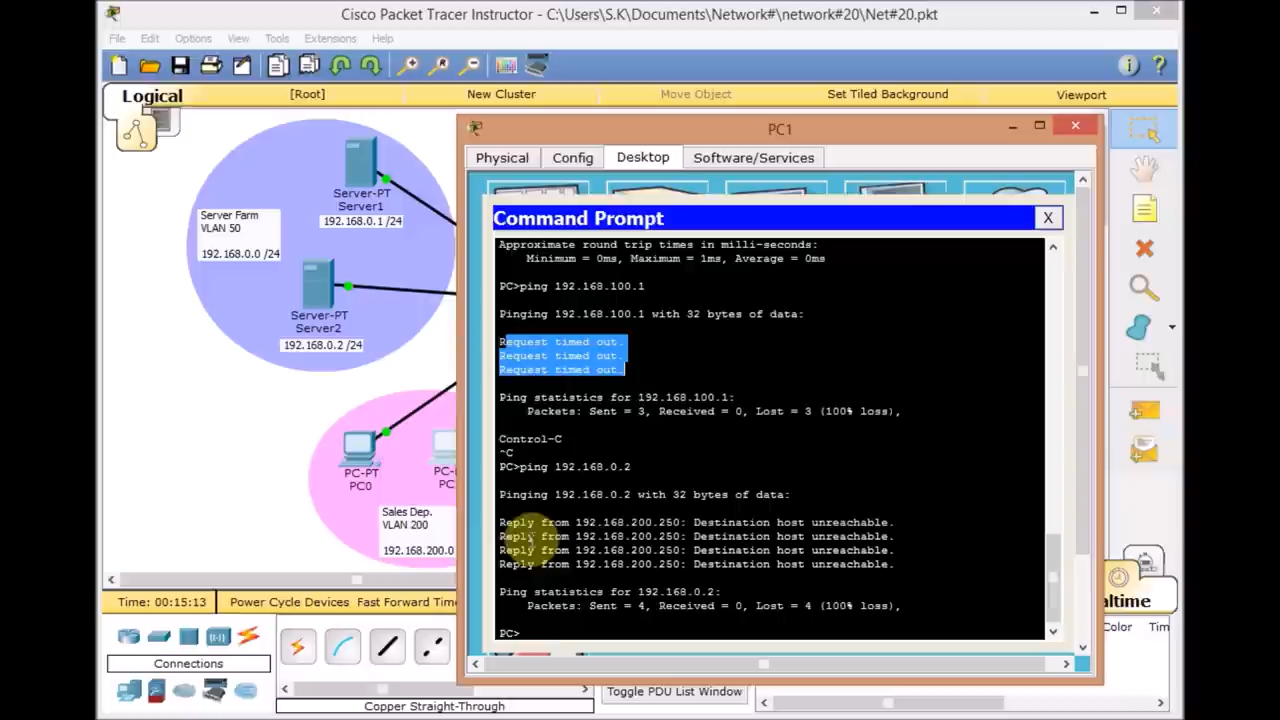 Cisco Packet Tracer Instructor - C:\Users\S.K\Documents\Network#\network#20\Net#20.pkt
File Edit Options View Tools Extensions Help
Logical [Root] New Cluster Move Object Set Tiled Background Viewport
Server-PT
Server1
192.168.0.1 /24
Server Farm
VLAN 50
192.168.0.0 /24
Server-PT
Server2
192.168.0.2 /24
PC-PT
PC0
Sales Dep.
VLAN 200
192.168.200.0
PC1
Physical Config Desktop Software/Services
Command Prompt X
Approximate round trip times in milli-seconds:
Minimum = 0ms, Maximum = 1ms, Average = 0ms
PC>ping 192.168.100.1
Pinging 192.168.100.1 with 32 bytes of data:
Request timed out.
Request timed out.
Request timed out.
Ping statistics for 192.168.100.1:
Packets: Sent = 3, Received = 0, Lost = 3 (100% loss),
Control-C
^C
PC>ping 192.168.0.2
Pinging 192.168.0.2 with 32 bytes of data:
Reply from 192.168.200.250: Destination host unreachable.
Reply from 192.168.200.250: Destination host unreachable.
Reply from 192.168.200.250: Destination host unreachable.
Reply from 192.168.200.250: Destination host unreachable.
Ping statistics for 192.168.0.2:
Packets: Sent = 4, Received = 0, Lost = 4 (100% loss),
PC>
Time: 00:15:13 Power Cycle Devices Fast Forward Time
altime
Connections
Copper Straight-Through
Toggle PDU List Window
Color Tim